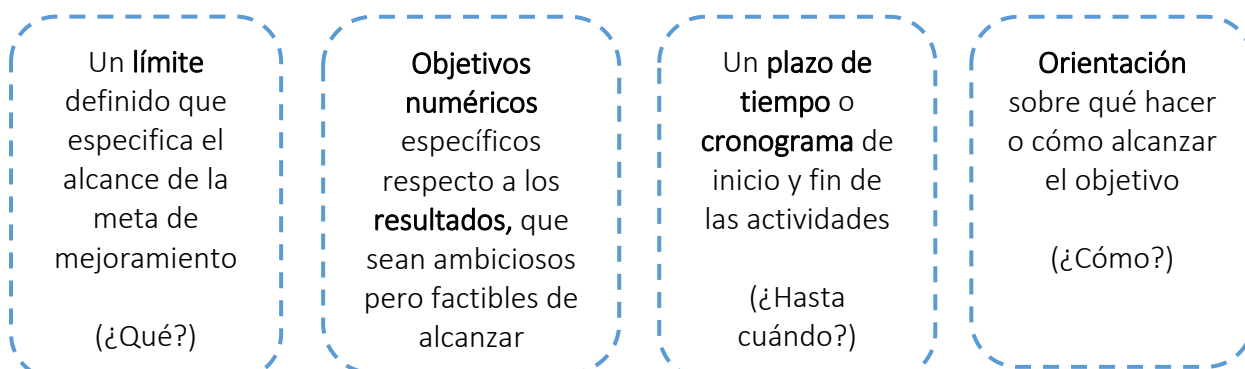 Un límite
definido que
especifica el
alcance de la
meta de
mejoramiento
(¿Qué?)
Objetivos
numéricos
específicos
respecto a los
resultados, que
sean ambiciosos
pero factibles de
alcanzar
Un plazo de
tiempo o
cronograma de
inicio y fin de
las actividades
(¿Hasta
cuándo?)
Orientación
sobre qué hacer
o cómo alcanzar
el objetivo
(¿Cómo?)